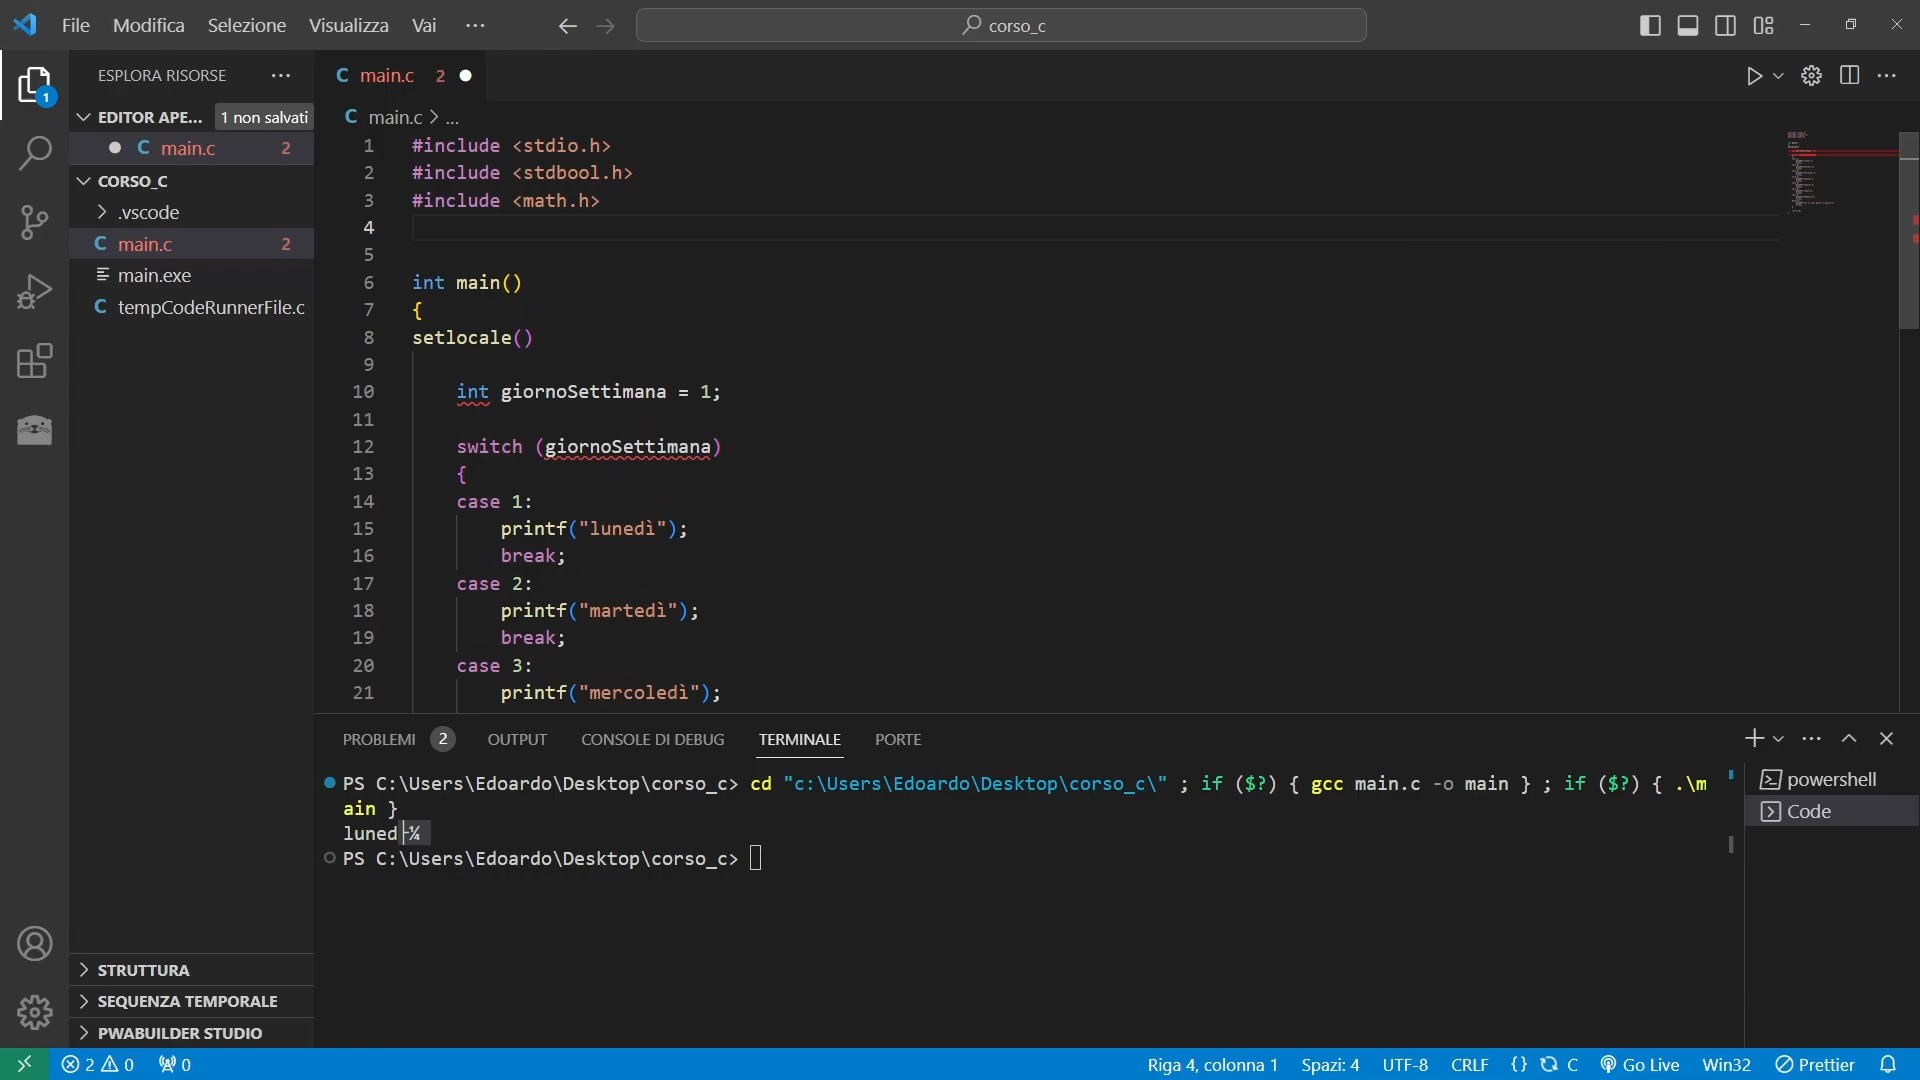 File Modifica Selezione Visualizza Vai ...
corso_c
ESPLORA RISORSE ...
EDITOR APE... 1 non salvati
C main.c 2
CORSO_C
.vscode
C main.c 2
main.exe
C tempCodeRunnerFile.c
STRUTTURA
SEQUENZA TEMPORALE
PWABUILDER STUDIO
1
C main.c 2
C main.c > ...
1 #include <stdio.h>
2 #include <stdbool.h>
3 #include <math.h>
4
5
6 int main()
7 {
8 setlocale()
9
10 int giornoSettimana = 1;
11
12 switch (giornoSettimana)
13 {
14 case 1:
15 printf("lunedì");
16 break;
17 case 2:
18 printf("martedì");
19 break;
20 case 3:
21 printf("mercoledì");
PROBLEMI 2 OUTPUT CONSOLE DI DEBUG TERMINALE PORTE
PS C:\Users\Edoardo\Desktop\corso_c> cd "c:\Users\Edoardo\Desktop\corso_c\" ; if ($?) { gcc main.c -o main } ; if ($?) { .\m
ain }
luned├¼
PS C:\Users\Edoardo\Desktop\corso_c>
powershell
Code
2 0 0
Riga 4, colonna 1 Spazi: 4 UTF-8 CRLF {} C Go Live Win32 Prettier